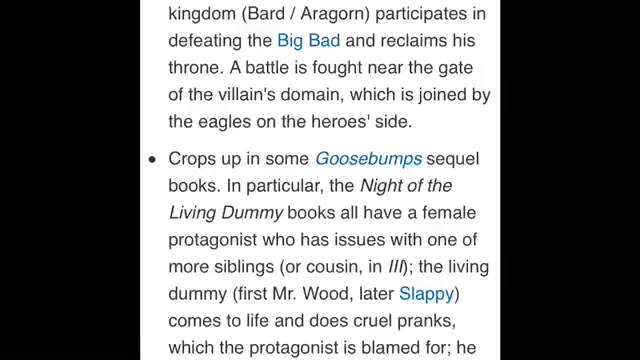 kingdom (Bard / Aragorn) participates in
defeating the Big Bad and reclaims his
throne. A battle is fought near the gate
of the villain's domain, which is joined by
the eagles on the heroes' side.
• Crops up in some Goosebumps sequel
books. In particular, the Night of the
Living Dummy books all have a female
protagonist who has issues with one of
more siblings (or cousin, in III); the living
dummy (first Mr. Wood, later Slappy)
comes to life and does cruel pranks,
which the protagonist is blamed for; he